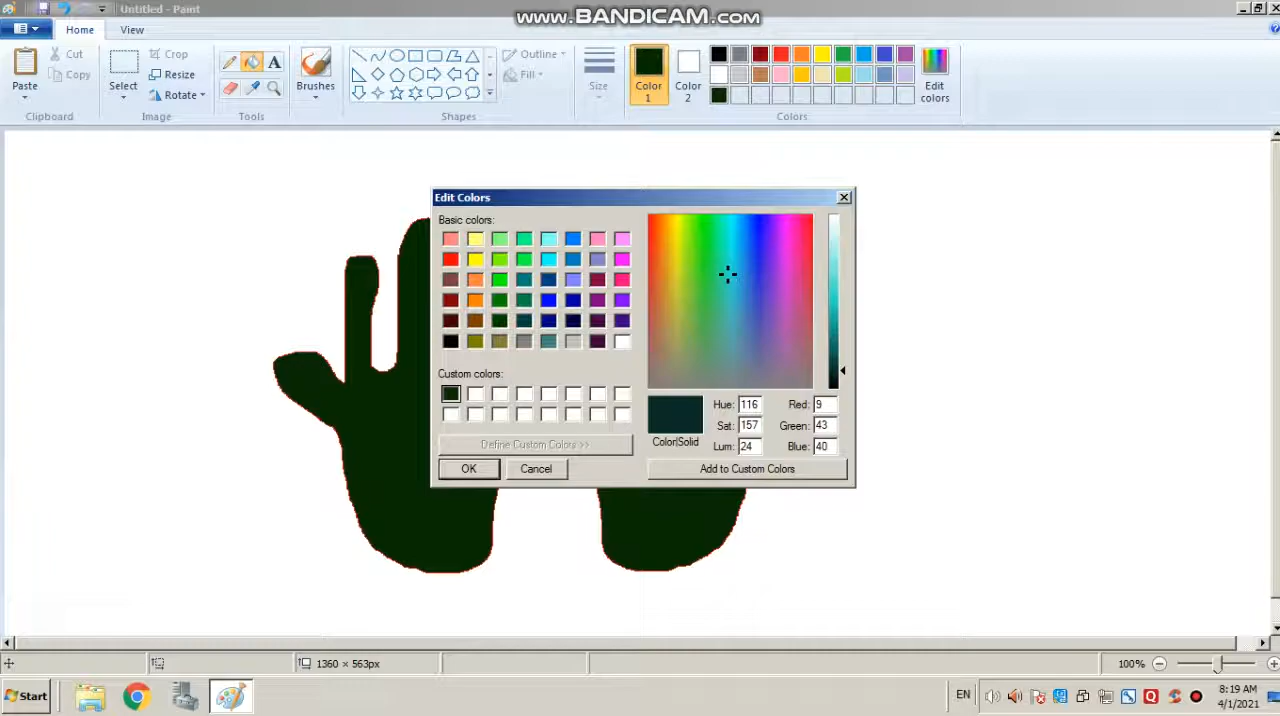 Untitled - Paint
www.BANDICAM.com
Home View
Paste
Cut
Copy
Clipboard
Select
Crop
Resize
Rotate
Image
A
Tools
Brushes
Outline
Fill
Shapes
Size
Color 1
Color 2
Edit colors
Colors
Edit Colors
Basic colors:
Custom colors:
Define Custom Colors >>
OK Cancel
Color|Solid
Hue: 116 Red: 9
Sat: 157 Green: 43
Lum: 24 Blue: 40
Add to Custom Colors
1360 × 563px
100%
Start
EN
8:19 AM
4/1/2021